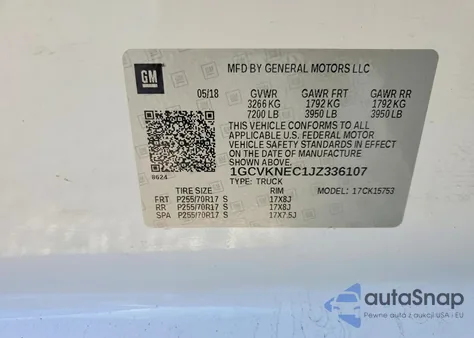 GM
MFD BY GENERAL MOTORS LLC
05/18 GVWR GAWR FRT GAWR RR
3266 KG 1792 KG 1792 KG
7200 LB 3950 LB 3950 LB
THIS VEHICLE CONFORMS TO ALL APPLICABLE
U.S. FEDERAL MOTOR
VEHICLE SAFETY STANDARDS IN EFFECT
ON THE DATE OF MANUFACTURE
SHOWN ABOVE.
1GCVKNEC1JZ336107
8624 TYPE: TRUCK MODEL: 17CK15753
TIRE SIZE RIM
FRT P255/70R17 S 17X8J
RR P255/70R17 S 17X8J
SPA P255/70R17 S 17X7.5J
autoSnap
Pewne auto z aukcji USA i EU